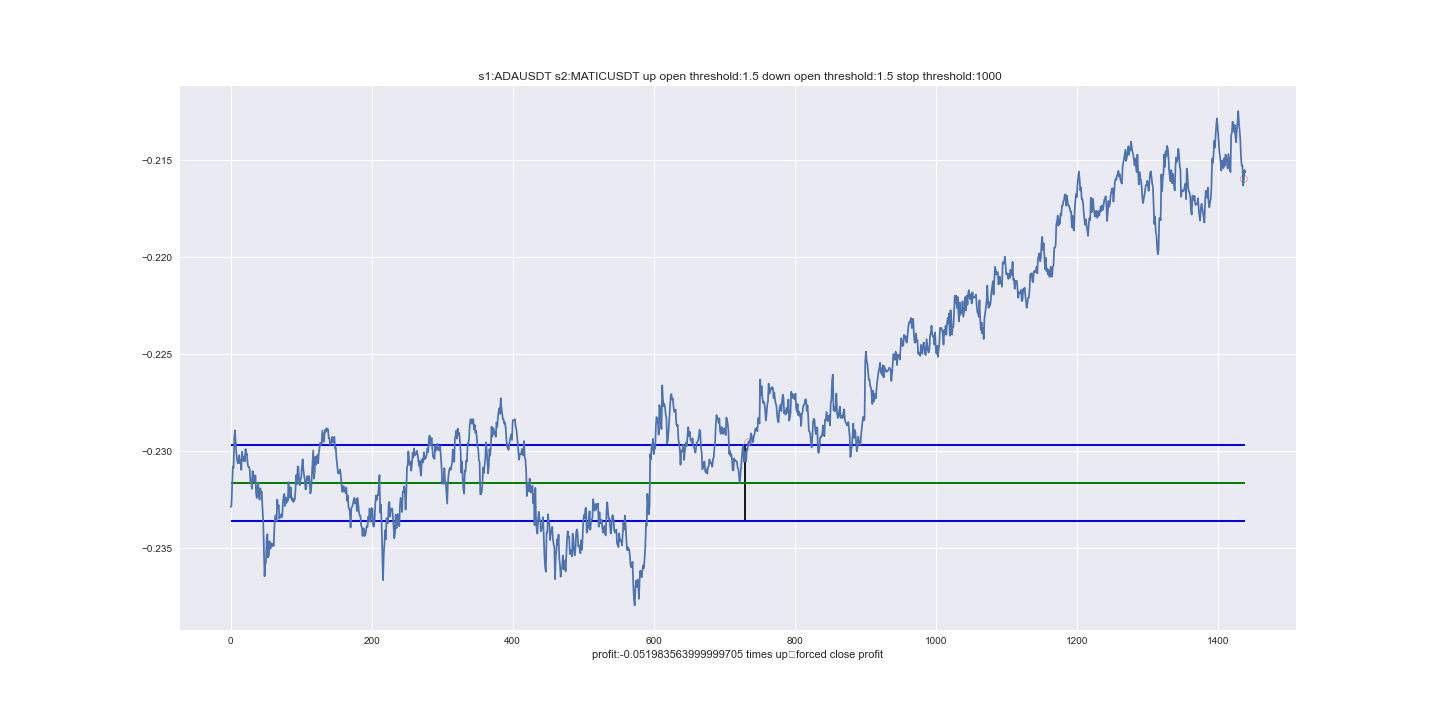 s1:ADAUSDT s2:MATICUSDT up open threshold:1.5 down open threshold:1.5 stop threshold:1000
−0.215
−0.220
−0.225
−0.230
−0.235
0 200 400 600 800 1000 1200 1400
profit:-0.051983563999999705 times up□forced close profit